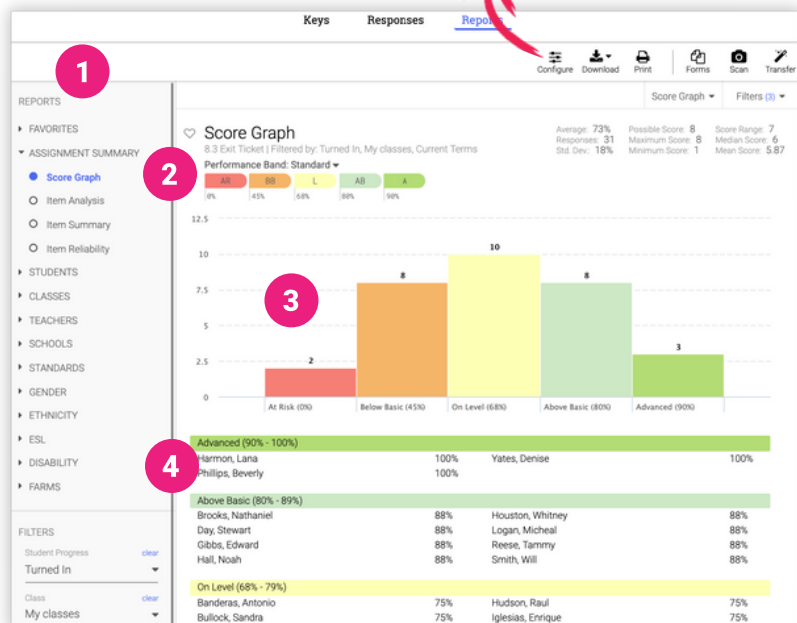 Keys Responses Reports
Configure Download Print Forms Scan Transfer
1
REPORTS
Score Graph Filters (3)
FAVORITES
ASSIGNMENT SUMMARY
Score Graph
Item Analysis
Item Summary
Item Reliability
STUDENTS
CLASSES
TEACHERS
SCHOOLS
STANDARDS
GENDER
ETHNICITY
ESL
DISABILITY
FARMS
FILTERS
Student Progress clear
Turned In
Class clear
My classes
Score Graph
8.3 Exit Ticket | Filtered by: Turned In, My classes, Current Terms
Average: 73% Possible Score: 8 Score Range: 7
Responses: 31 Maximum Score: 8 Median Score: 6
Std. Dev.: 18% Minimum Score: 1 Mean Score: 5.87
Performance Band: Standard
2
AR BB L AB A
0% 45% 68% 80% 90%
12.5
10
7.5
5
2.5
0
2 8 10 8 3
3
At Risk (0%) Below Basic (45%) On Level (68%) Above Basic (80%) Advanced (90%)
4
Advanced (90% - 100%)
Harmon, Lana 100% Yates, Denise 100%
Phillips, Beverly 100%
Above Basic (80% - 89%)
Brooks, Nathaniel 88% Houston, Whitney 88%
Day, Stewart 88% Logan, Micheal 88%
Gibbs, Edward 88% Reese, Tammy 88%
Hall, Noah 88% Smith, Will 88%
On Level (68% - 79%)
Banderas, Antonio 75% Hudson, Raul 75%
Bullock, Sandra 75% Iglesias, Enrique 75%